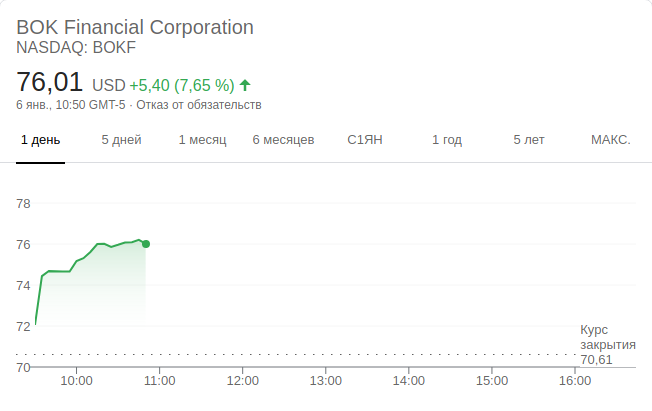 BOK Financial Corporation
NASDAQ: BOKF
76,01 USD +5,40 (7,65 %)
6 янв., 10:50 GMT-5 · Отказ от обязательств
1 день 5 дней 1 месяц 6 месяцев С1ЯН 1 год 5 лет МАКС.
78
76
74
72
70
Курс
закрытия
70,61
10:00 11:00 12:00 13:00 14:00 15:00 16:00